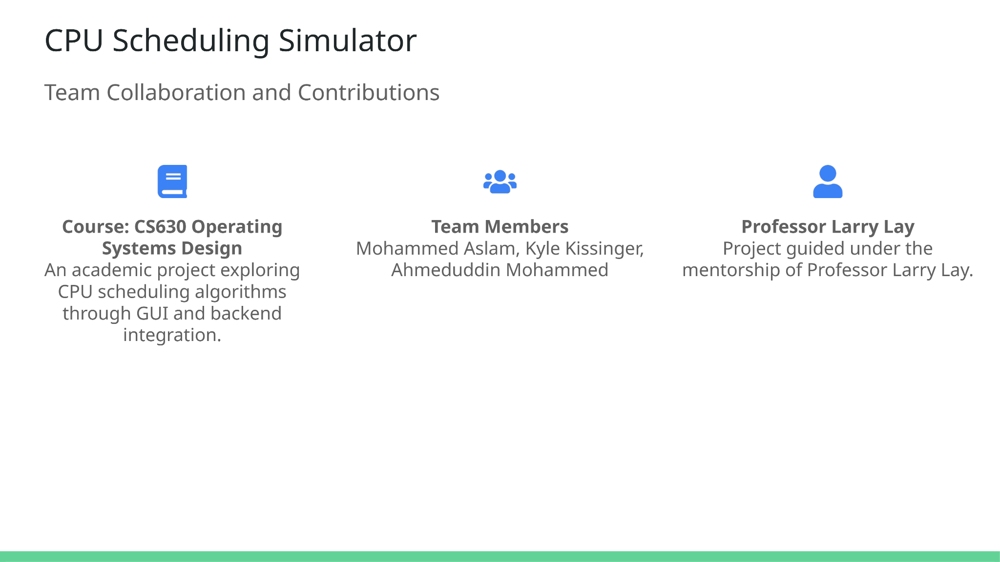 CPU Scheduling Simulator
Team Collaboration and Contributions
Course: CS630 Operating
Systems Design
An academic project exploring
CPU scheduling algorithms
through GUI and backend
integration.
Team Members
Mohammed Aslam, Kyle Kissinger,
Ahmeduddin Mohammed
Professor Larry Lay
Project guided under the
mentorship of Professor Larry Lay.